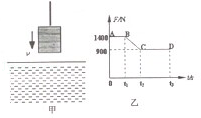 F/N
1400 A B
900 C D
v
0 t₁ t₂ t₃ t/s
甲 乙